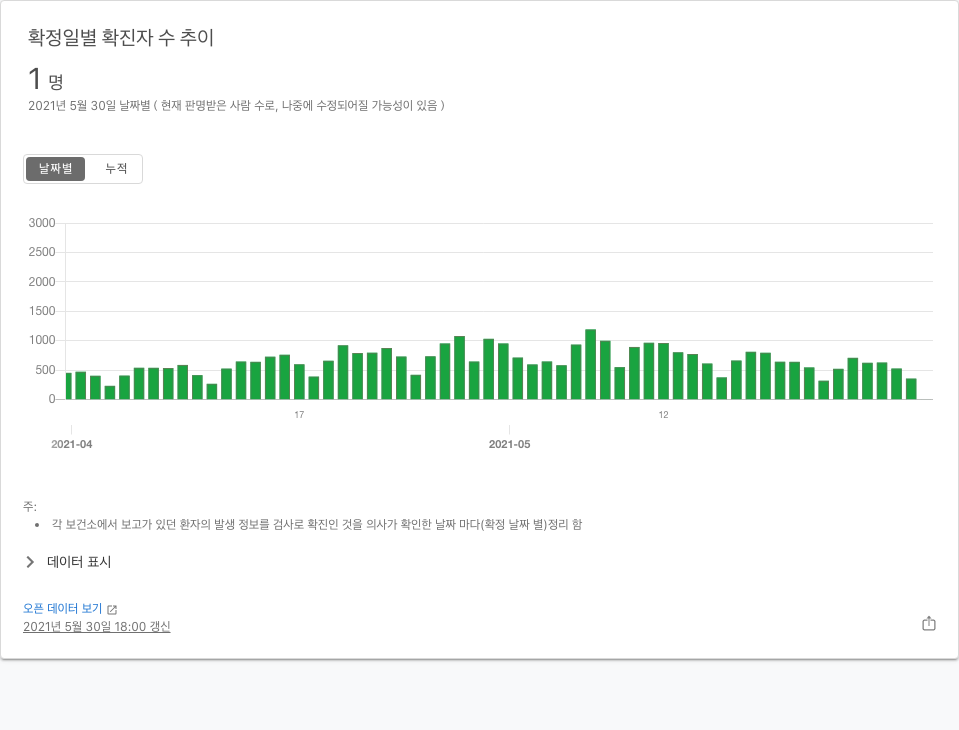 확정일별 확진자 수 추이
1 명
2021년 5월 30일 날짜별 ( 현재 판명받은 사람 수로, 나중에 수정되어질 가능성이 있음 )
날짜별 누적
3000
2500
2000
1500
1000
500
0
17 12
2021-04 2021-05
주:
• 각 보건소에서 보고가 있던 환자의 발생 정보를 검사로 확진인 것을 의사가 확인한 날짜 마다(확정 날짜 별)정리 함
데이터 표시
오픈 데이터 보기
2021년 5월 30일 18:00 갱신